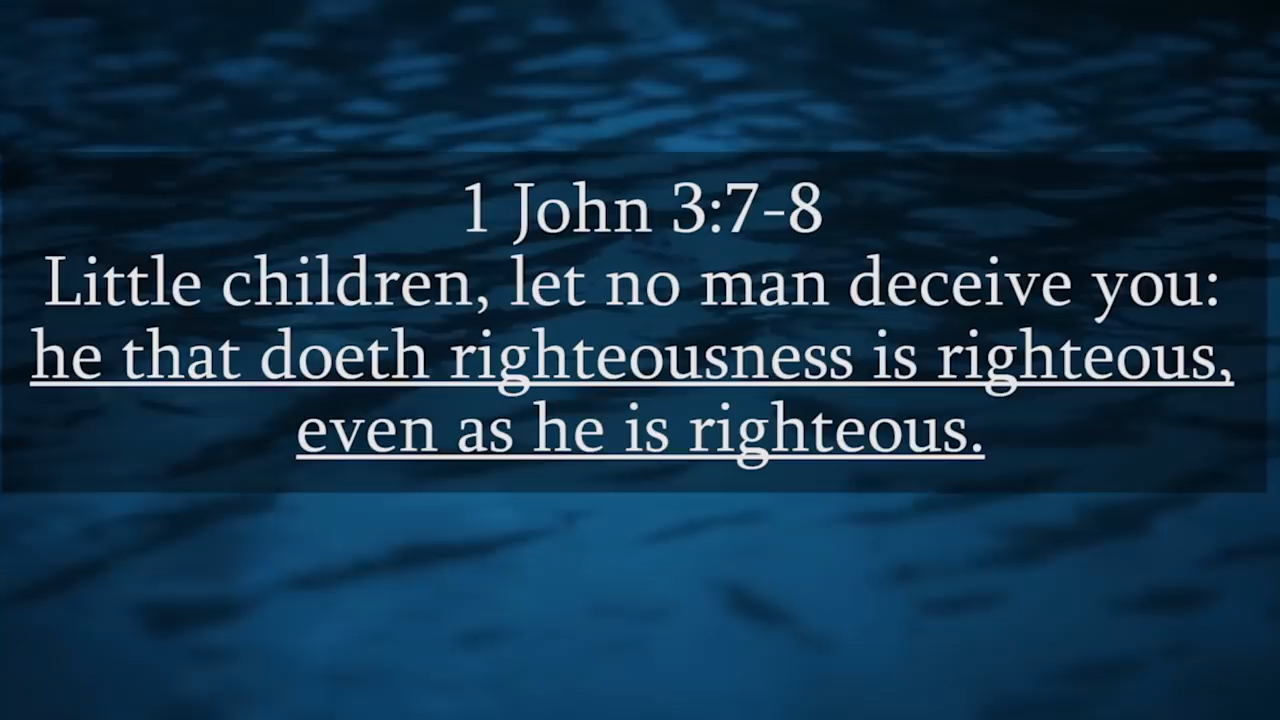 1 John 3:7-8
Little children, let no man deceive you:
he that doeth righteousness is righteous,
even as he is righteous.